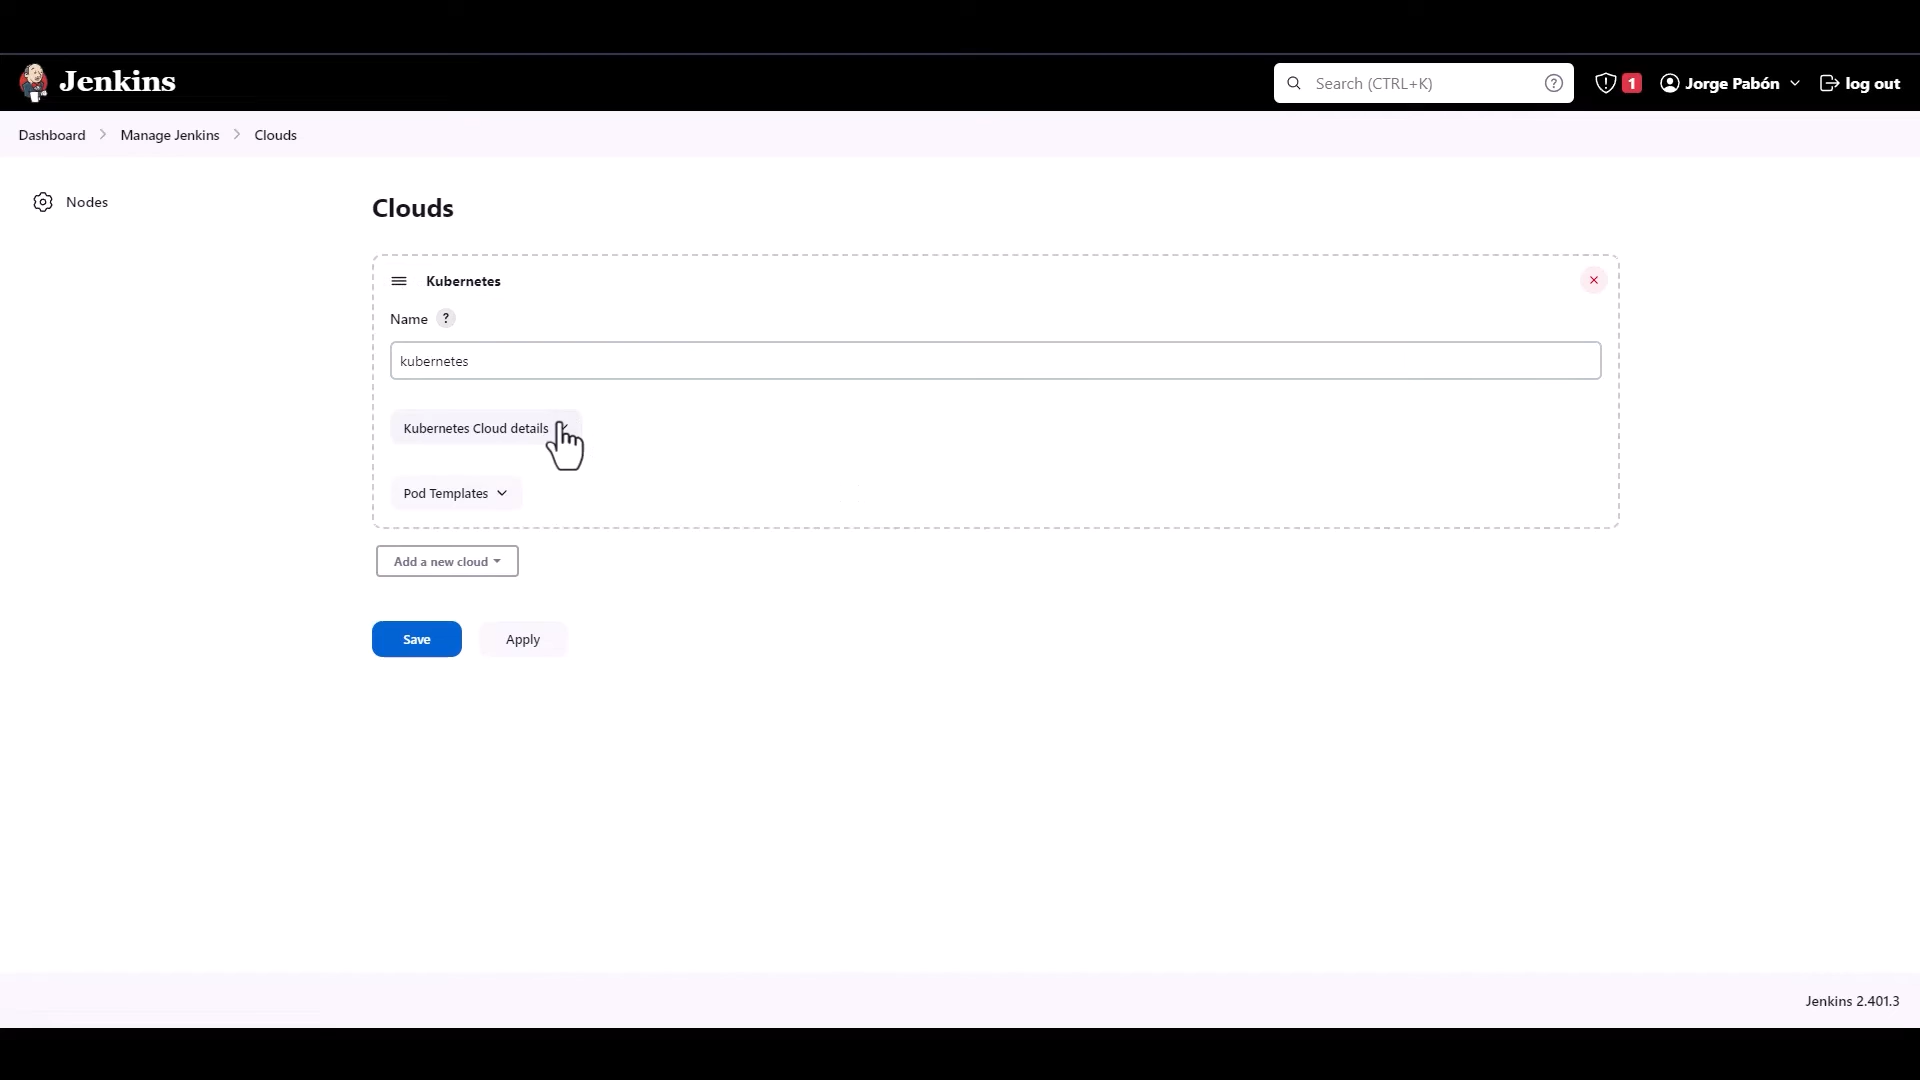 Jenkins
Search (CTRL+K) ?
1
Jorge Pabón
log out
Dashboard > Manage Jenkins > Clouds
Nodes
Clouds
Kubernetes
Name ?
kubernetes
Kubernetes Cloud details
Pod Templates
Add a new cloud
Save
Apply
Jenkins 2.401.3